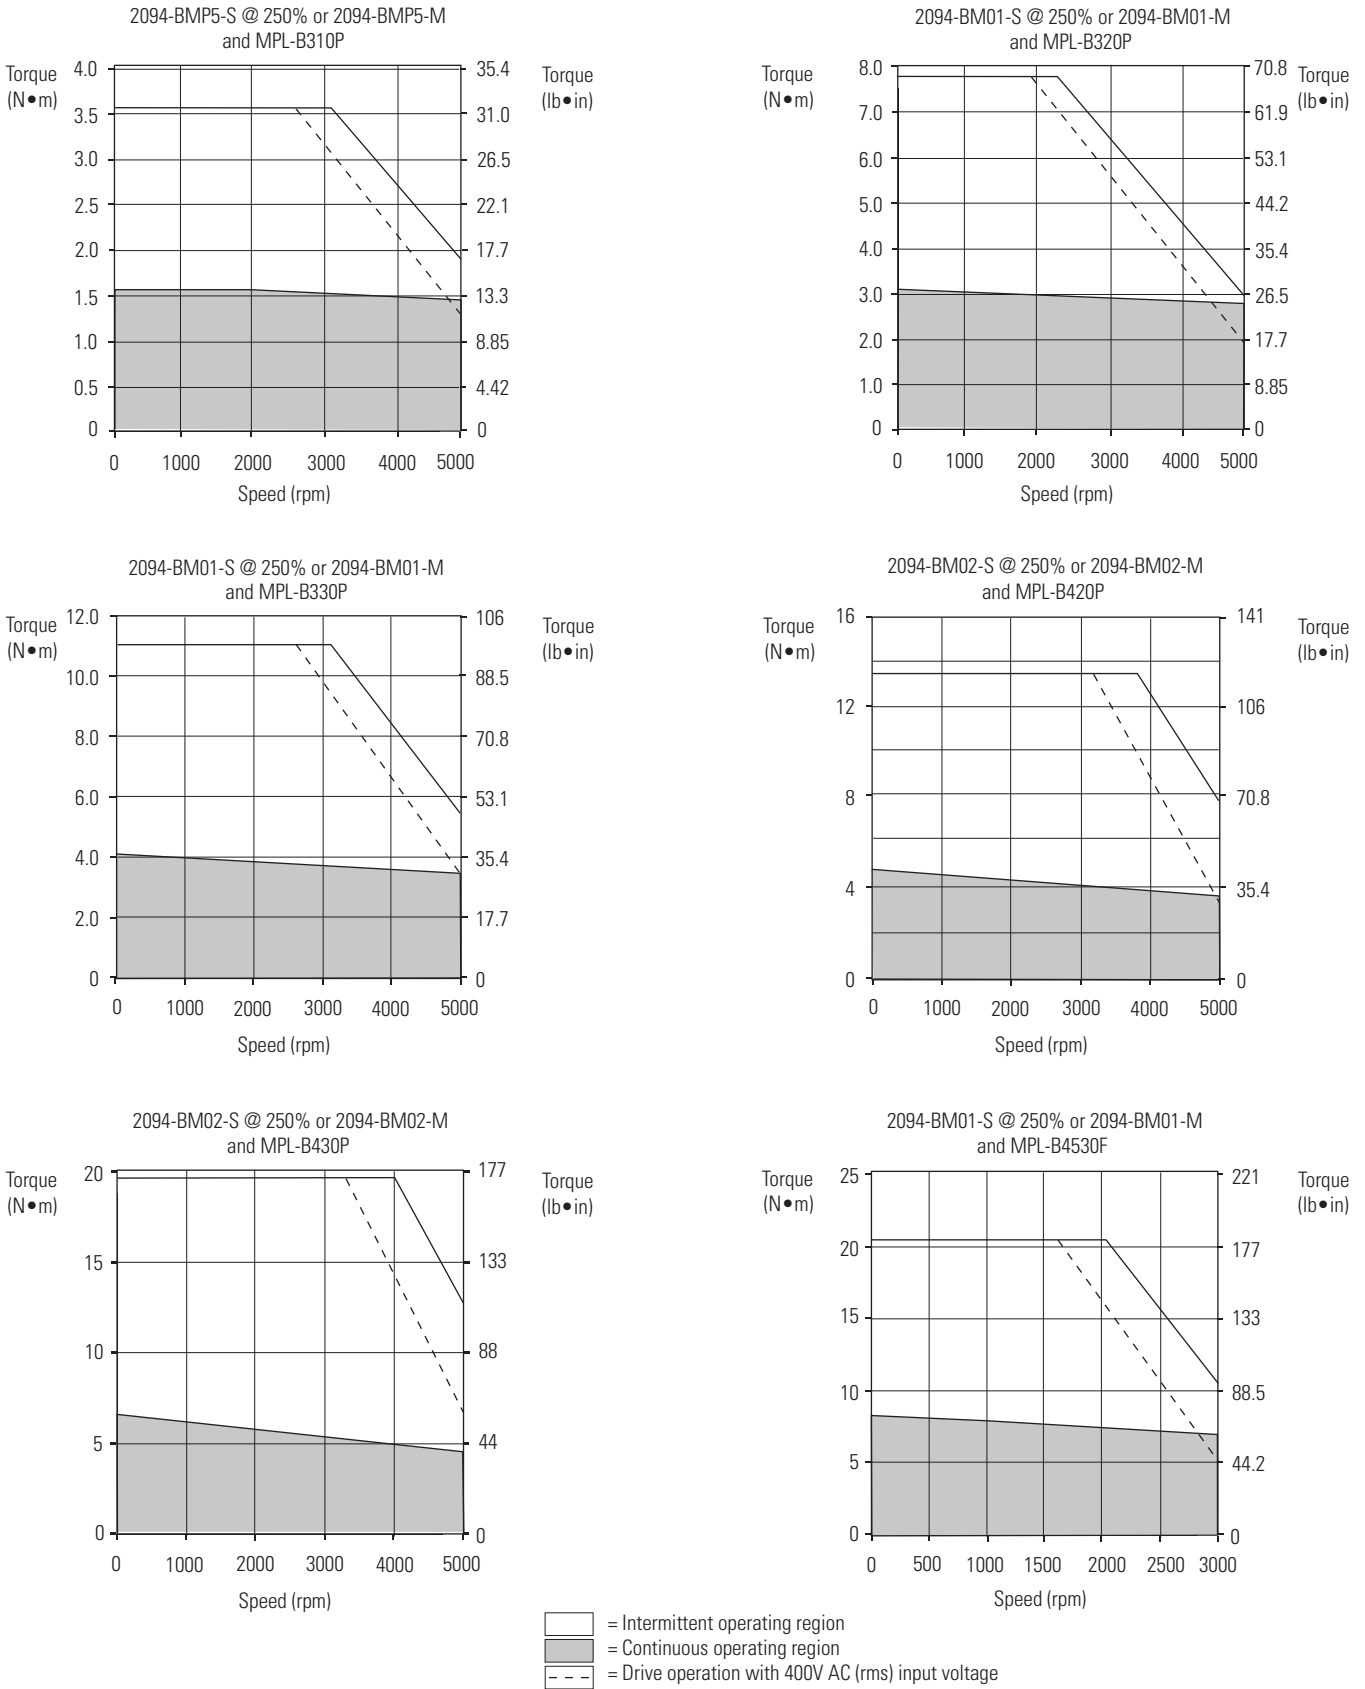 2094-BMP5-S @ 250% or 2094-BMP5-M
and MPL-B310P
Torque
(N•m)
4.0
3.5
3.0
2.5
2.0
1.5
1.0
0.5
0
35.4
31.0
26.5
22.1
17.7
13.3
8.85
4.42
0
Torque
(lb•in)
0 1000 2000 3000 4000 5000
Speed (rpm)
2094-BM01-S @ 250% or 2094-BM01-M
and MPL-B320P
Torque
(N•m)
8.0
7.0
6.0
5.0
4.0
3.0
2.0
1.0
0
70.8
61.9
53.1
44.2
35.4
26.5
17.7
8.85
0
Torque
(lb•in)
0 1000 2000 3000 4000 5000
Speed (rpm)
2094-BM01-S @ 250% or 2094-BM01-M
and MPL-B330P
Torque
(N•m)
12.0
10.0
8.0
6.0
4.0
2.0
0
106
88.5
70.8
53.1
35.4
17.7
0
Torque
(lb•in)
0 1000 2000 3000 4000 5000
Speed (rpm)
2094-BM02-S @ 250% or 2094-BM02-M
and MPL-B420P
Torque
(N•m)
16
12
8
4
0
141
106
70.8
35.4
0
Torque
(lb•in)
0 1000 2000 3000 4000 5000
Speed (rpm)
2094-BM02-S @ 250% or 2094-BM02-M
and MPL-B430P
Torque
(N•m)
20
15
10
5
0
177
133
88
44
0
Torque
(lb•in)
0 1000 2000 3000 4000 5000
Speed (rpm)
2094-BM01-S @ 250% or 2094-BM01-M
and MPL-B4530F
Torque
(N•m)
25
20
15
10
5
0
221
177
133
88.5
44.2
0
Torque
(lb•in)
0 500 1000 1500 2000 2500 3000
Speed (rpm)
= Intermittent operating region
= Continuous operating region
= Drive operation with 400V AC (rms) input voltage